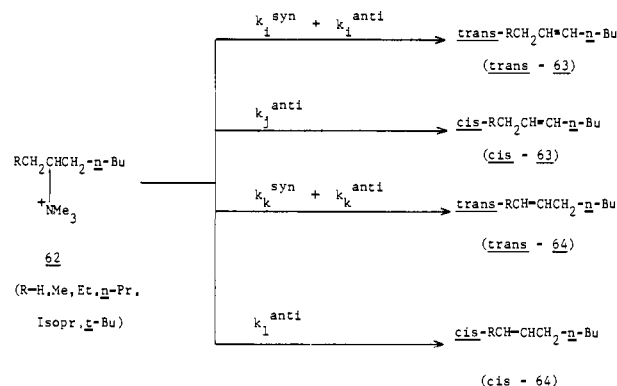 k_i^syn + k_i^anti
trans-RCH₂CH=CH-n-Bu
(trans - 63)
k_j^anti
cis-RCH₂CH=CH-n-Bu
(cis - 63)
RCH₂CHCH₂-n-Bu
+NMe₃
k_k^syn + k_k^anti
trans-RCH=CHCH₂-n-Bu
(trans - 64)
62
(R=H,Me,Et,n-Pr,
Isopr,t-Bu)
k_l^anti
cis-RCH=CHCH₂-n-Bu
(cis - 64)